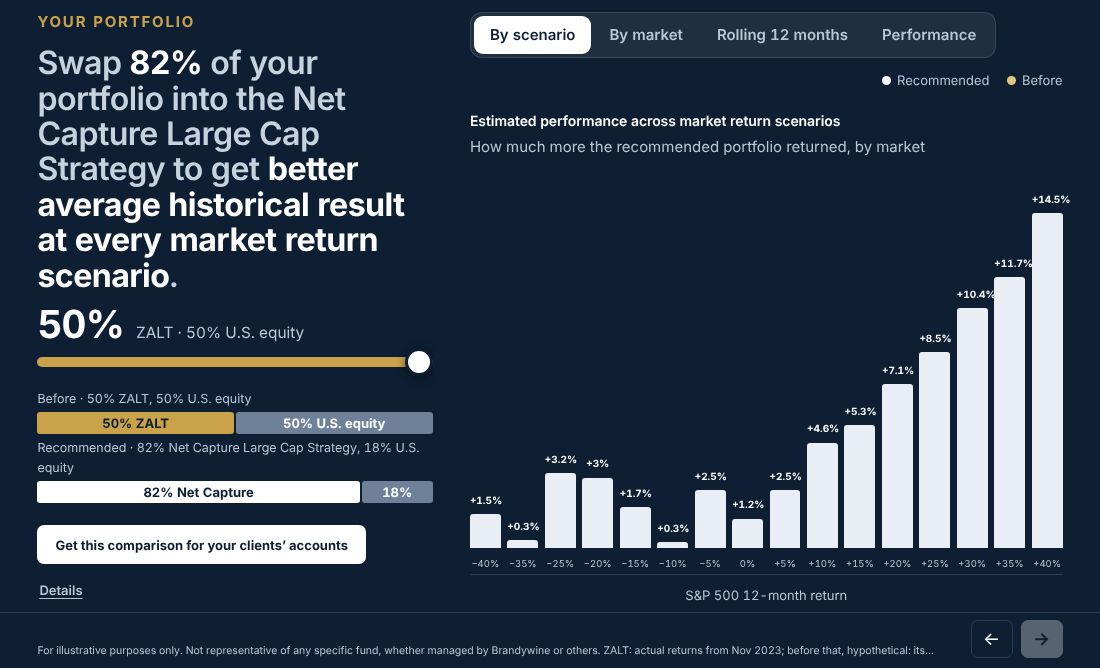 YOUR PORTFOLIO
Swap 82% of your
portfolio into the Net
Capture Large Cap
Strategy to get better
average historical result
at every market return
scenario.
50% ZALT · 50% U.S. equity
Before · 50% ZALT, 50% U.S. equity
50% ZALT 50% U.S. equity
Recommended · 82% Net Capture Large Cap Strategy, 18% U.S.
equity
82% Net Capture 18%
Get this comparison for your clients’ accounts
Details
By scenario By market Rolling 12 months Performance
Recommended Before
Estimated performance across market return scenarios
How much more the recommended portfolio returned, by market
+1.5% +0.3% +3.2% +3% +1.7% +0.3% +2.5% +1.2% +2.5% +4.6% +5.3% +7.1% +8.5% +10.4% +11.7% +14.5%
−40% −35% −25% −20% −15% −10% −5% 0% +5% +10% +15% +20% +25% +30% +35% +40%
S&P 500 12-month return
For illustrative purposes only. Not representative of any specific fund, whether managed by Brandywine or others. ZALT: actual returns from Nov 2023; before that, hypothetical: its…